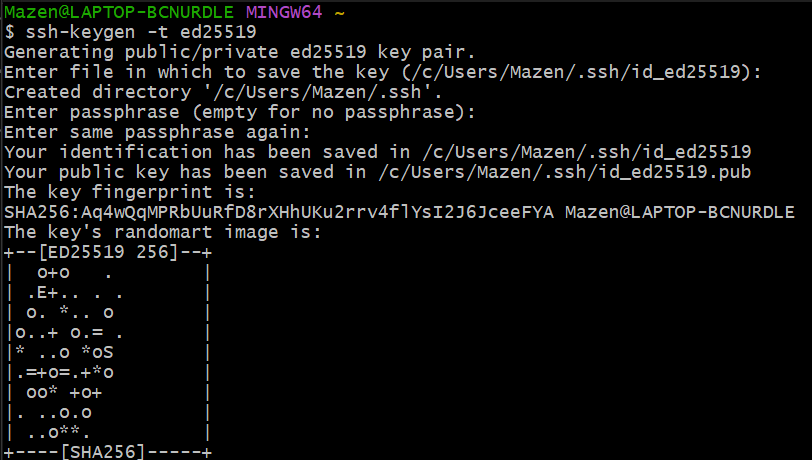 Mazen@LAPTOP-BCNURDLE MINGW64 ~
$ ssh-keygen -t ed25519
Generating public/private ed25519 key pair.
Enter file in which to save the key (/c/Users/Mazen/.ssh/id_ed25519):
Created directory '/c/Users/Mazen/.ssh'.
Enter passphrase (empty for no passphrase):
Enter same passphrase again:
Your identification has been saved in /c/Users/Mazen/.ssh/id_ed25519
Your public key has been saved in /c/Users/Mazen/.ssh/id_ed25519.pub
The key fingerprint is:
SHA256:Aq4wQqMPRbUuRfD8rXHhUKu2rrv4flYsI2J6JceeFYA Mazen@LAPTOP-BCNURDLE
The key's randomart image is:
+--[ED25519 256]--+
|  o+o   .        |
| .E+.. . .       |
| o. *.. o        |
|o..+ o.= .       |
|* ..o *oS        |
|.=+o=.+*o        |
| oo* +o+         |
|. ..o.o          |
| ..o**.          |
+----[SHA256]-----+